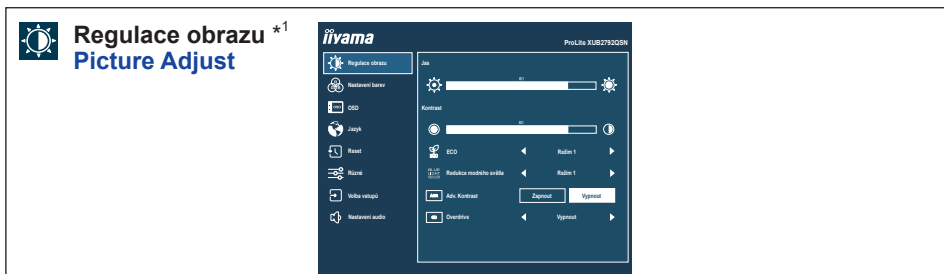 Regulace obrazu *1
Picture Adjust
iiyama
ProLite XUB2792QSN
Regulace obrazu
Nastavení barev
OSD
Jazyk
Reset
Různé
Volba vstupů
Nastavení audio
Jas
Kontrast
ECO
Režim 1
Redukce modrého světla
Režim 1
Adv. Kontrast
Zapnout
Vypnout
Overdrive
Vypnout